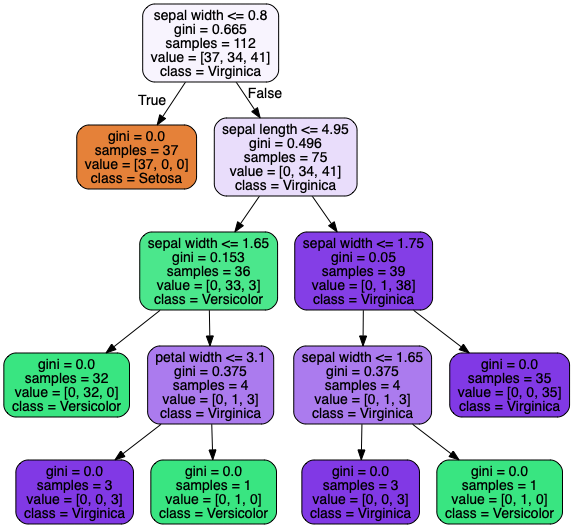 sepal width <= 0.8
gini = 0.665
samples = 112
value = [37, 34, 41]
class = Virginica
True
False
gini = 0.0
samples = 37
value = [37, 0, 0]
class = Setosa
sepal length <= 4.95
gini = 0.496
samples = 75
value = [0, 34, 41]
class = Virginica
sepal width <= 1.65
gini = 0.153
samples = 36
value = [0, 33, 3]
class = Versicolor
sepal width <= 1.75
gini = 0.05
samples = 39
value = [0, 1, 38]
class = Virginica
gini = 0.0
samples = 32
value = [0, 32, 0]
class = Versicolor
petal width <= 3.1
gini = 0.375
samples = 4
value = [0, 1, 3]
class = Virginica
sepal width <= 1.65
gini = 0.375
samples = 4
value = [0, 1, 3]
class = Virginica
gini = 0.0
samples = 35
value = [0, 0, 35]
class = Virginica
gini = 0.0
samples = 3
value = [0, 0, 3]
class = Virginica
gini = 0.0
samples = 1
value = [0, 1, 0]
class = Versicolor
gini = 0.0
samples = 3
value = [0, 0, 3]
class = Virginica
gini = 0.0
samples = 1
value = [0, 1, 0]
class = Versicolor